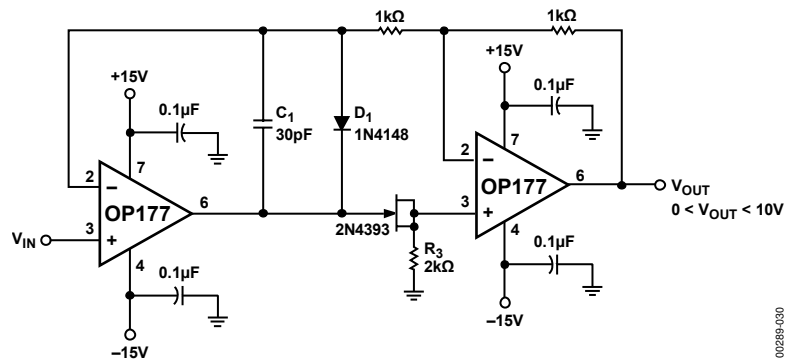 1kΩ
1kΩ
+15V
0.1µF
7
2
−
OP177
6
3
+
VIN
4
0.1µF
−15V
C1
30pF
D1
1N4148
2N4393
R3
2kΩ
+15V
0.1µF
7
2
−
OP177
6
3
+
4
0.1µF
−15V
VOUT
0 < VOUT < 10V
00289-030